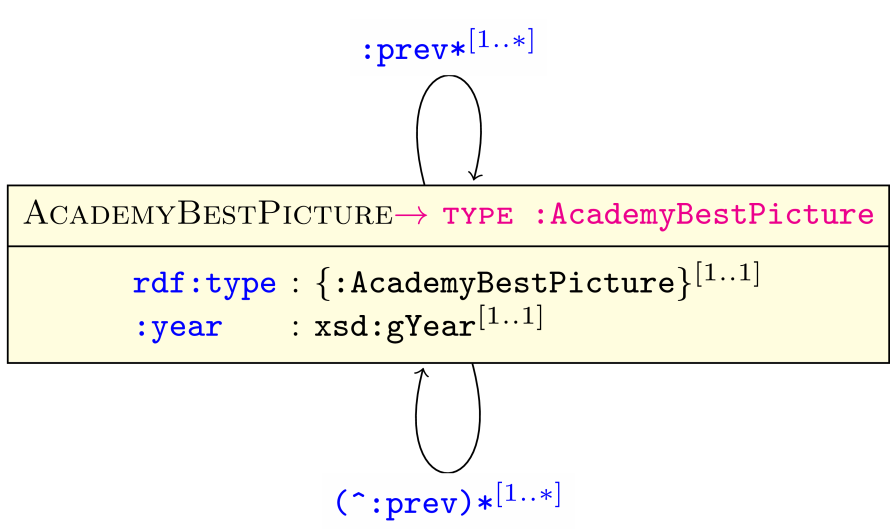 :prev*[1..*]
ACADEMYBESTPICTURE→ TYPE :AcademyBestPicture
rdf:type : {:AcademyBestPicture}[1..1]
:year : xsd:gYear[1..1]
(^:prev)*[1..*]